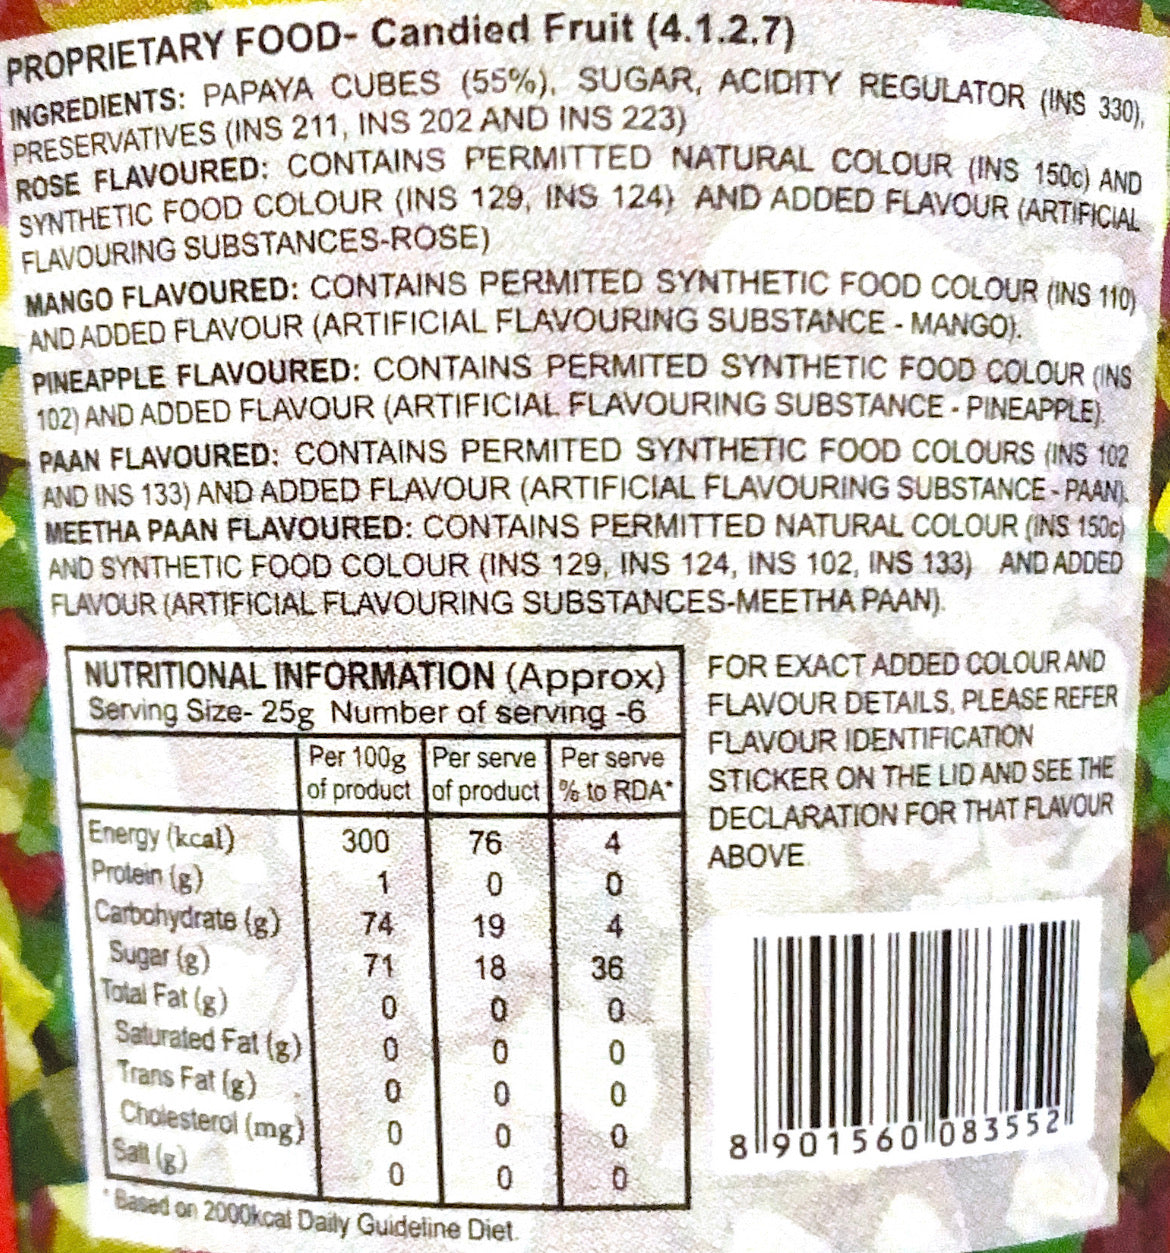 PROPRIETARY FOOD- Candied Fruit (4.1.2.7)
INGREDIENTS: PAPAYA CUBES (55%), SUGAR, ACIDITY REGULATOR (INS 330),
PRESERVATIVES (INS 211, INS 202 AND INS 223)
ROSE FLAVOURED: CONTAINS PERMITTED NATURAL COLOUR (INS 150c) AND
SYNTHETIC FOOD COLOUR (INS 129, INS 124) AND ADDED FLAVOUR (ARTIFICIAL
FLAVOURING SUBSTANCES-ROSE)
MANGO FLAVOURED: CONTAINS PERMITED SYNTHETIC FOOD COLOUR (INS 110)
AND ADDED FLAVOUR (ARTIFICIAL FLAVOURING SUBSTANCE - MANGO).
PINEAPPLE FLAVOURED: CONTAINS PERMITED SYNTHETIC FOOD COLOUR (INS
102) AND ADDED FLAVOUR (ARTIFICIAL FLAVOURING SUBSTANCE - PINEAPPLE).
PAAN FLAVOURED: CONTAINS PERMITED SYNTHETIC FOOD COLOURS (INS 102
AND INS 133) AND ADDED FLAVOUR (ARTIFICIAL FLAVOURING SUBSTANCE - PAAN).
MEETHA PAAN FLAVOURED: CONTAINS PERMITTED NATURAL COLOUR (INS 150c)
AND SYNTHETIC FOOD COLOUR (INS 129, INS 124, INS 102, INS 133) AND ADDED
FLAVOUR (ARTIFICIAL FLAVOURING SUBSTANCES-MEETHA PAAN).
NUTRITIONAL INFORMATION (Approx)
Serving Size- 25g Number of serving -6
Per 100g of product Per serve of product Per serve % to RDA*
Energy (kcal) 300 76 4
Protein (g) 1 0 0
Carbohydrate (g) 74 19 4
Sugar (g) 71 18 36
Total Fat (g) 0 0 0
Saturated Fat (g) 0 0 0
Trans Fat (g) 0 0 0
Cholesterol (mg) 0 0 0
Salt (g) 0 0 0
*Based on 2000kcal Daily Guideline Diet.
FOR EXACT ADDED COLOUR AND
FLAVOUR DETAILS, PLEASE REFER
FLAVOUR IDENTIFICATION
STICKER ON THE LID AND SEE THE
DECLARATION FOR THAT FLAVOUR
ABOVE
8 901560 083552